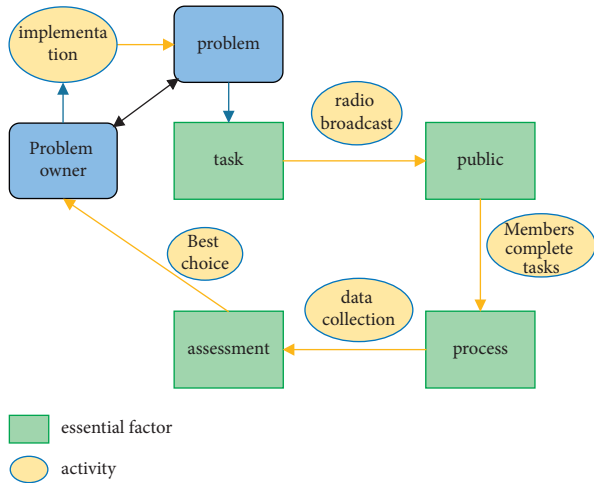 implementa
tion
problem
Problem
owner
radio
broadcast
task
public
Best
choice
Members
complete
tasks
data
collection
assessment
process
essential factor
activity